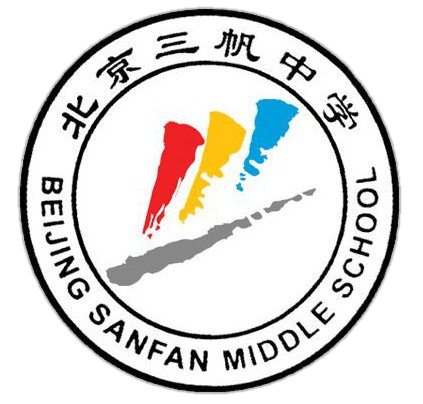 北京三帆中学
BEIJING SANFAN MIDDLE SCHOOL